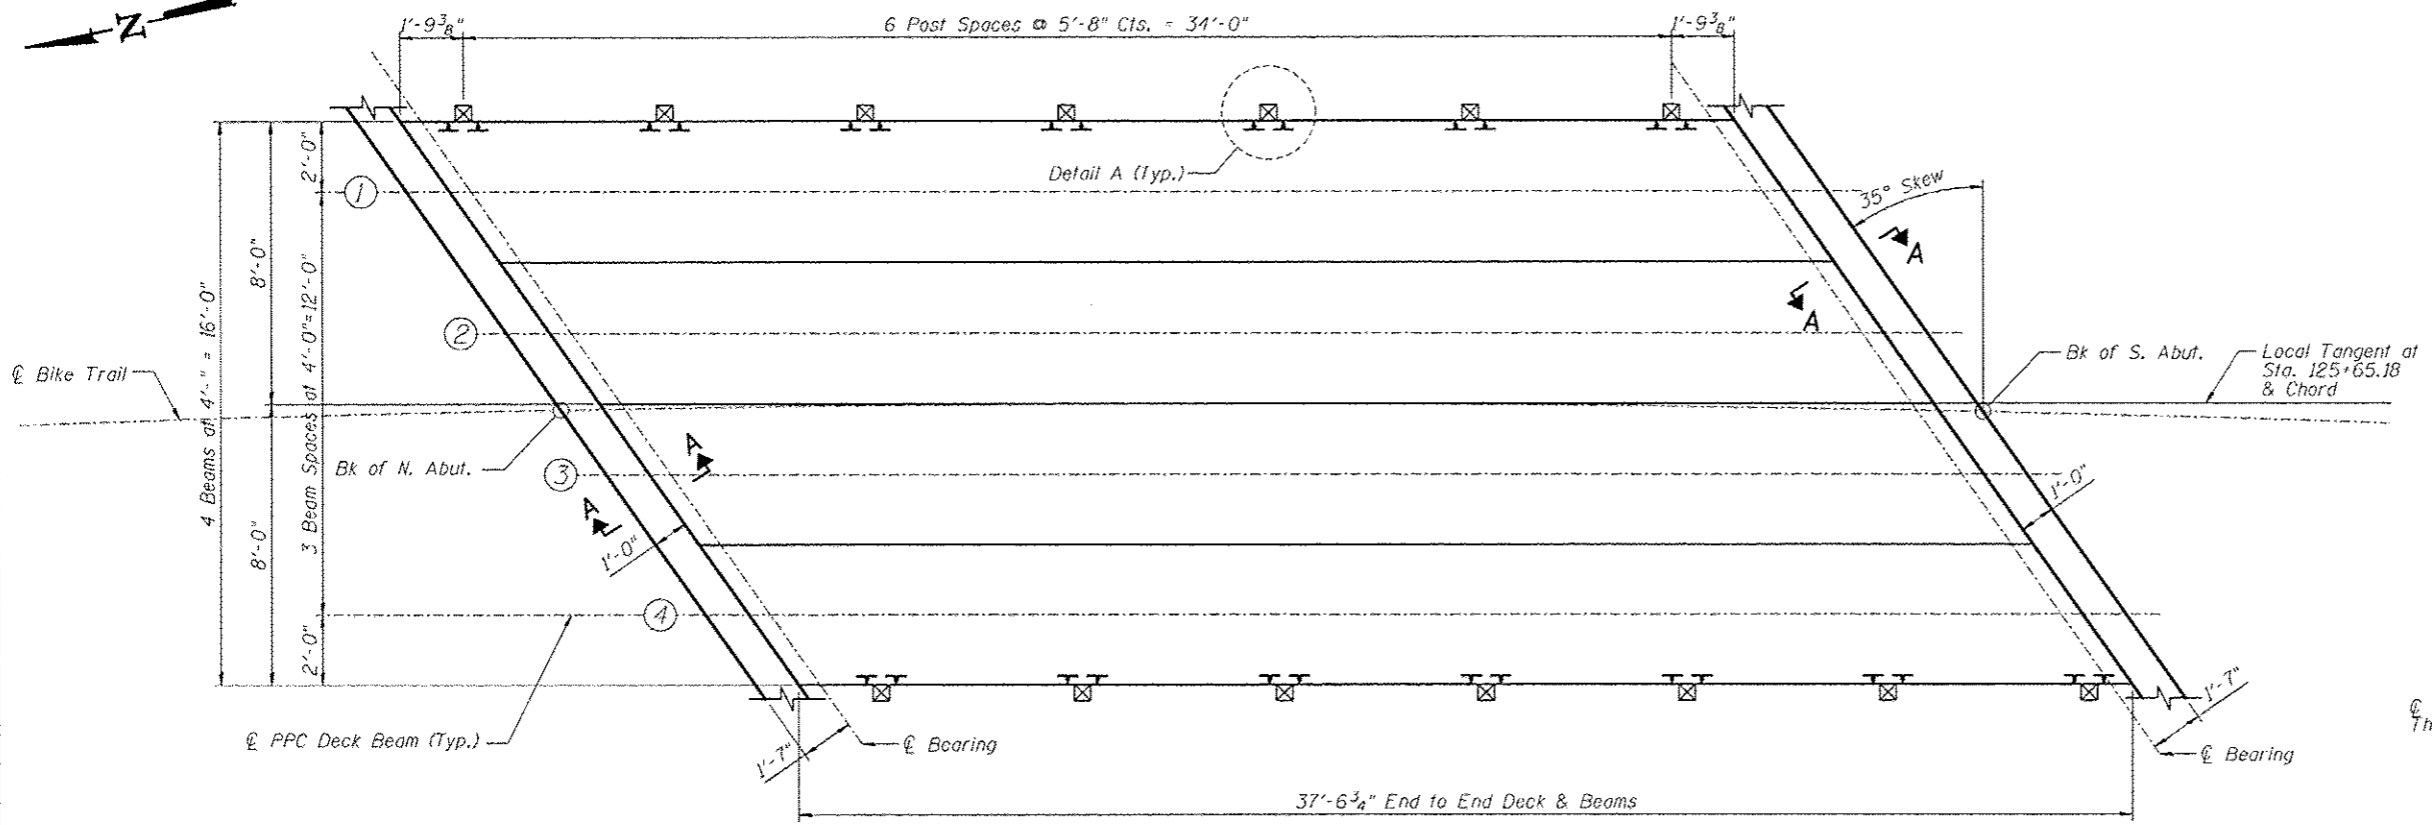 Z
1'-9 3/8"
6 Post Spaces @ 5'-8" Cts. = 34'-0"
1'-9 3/8"
Detail A (Typ.)
35° Skew
A
A
2'-0"
1
8'-0"
4 Beams at 4'-" = 16'-0"
3 Beam Spaces at 4'-0"=12'-0"
2
℄ Bike Trail
Bk of S. Abut.
Local Tangent at
Sta. 125+65.18
& Chord
Bk of N. Abut.
3
A
A
1'-0"
1'-0"
8'-0"
4
2'-0"
℄ PPC Deck Beam (Typ.)
1'-7"
℄ Bearing
1'-7"
℄ Bearing
℄
Th
37'-6 3/4" End to End Deck & Beams